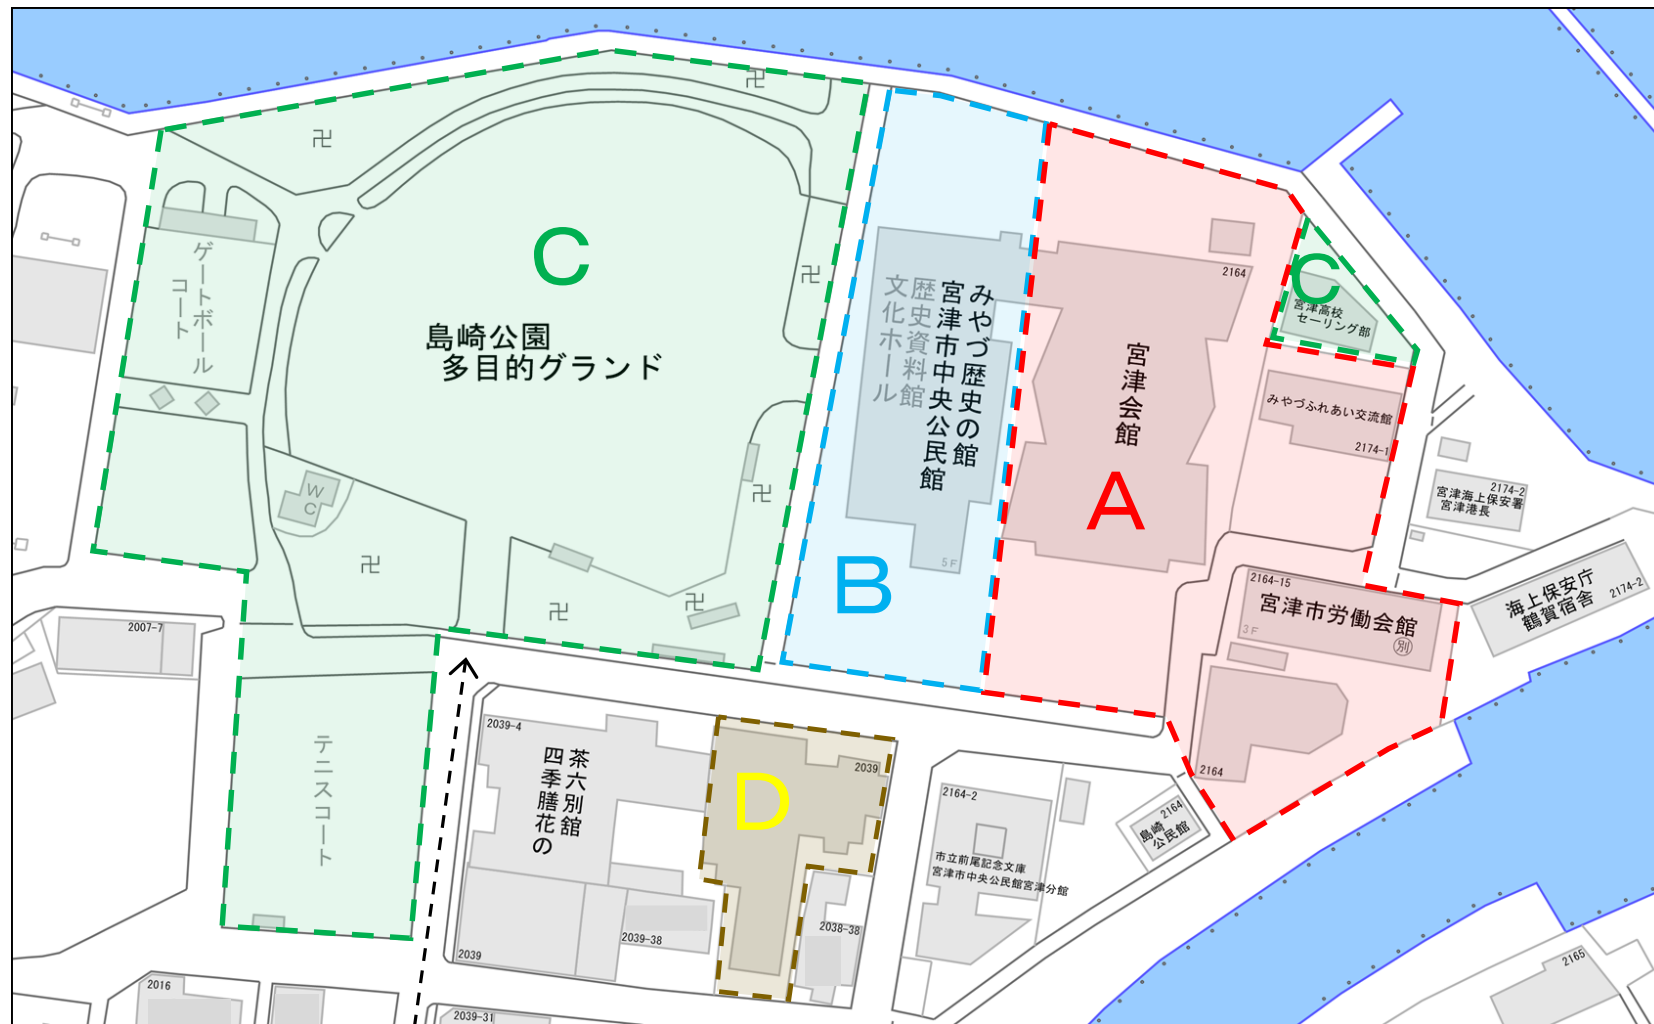 C
島崎公園
多目的グランド
ゲートボール
コート
卍
卍
卍
卍
卍
卍
卍
WC
テニスコート
2007-7
B
みやづ歴史の館
宮津市中央公民館
歴史資料館
文化ホール
5F
A
宮津会館
2164
C
宮津高校
セーリング部
みやづふれあい交流館
2174-1
2174-2
宮津海上保安署
宮津港長
海上保安庁
鶴賀宿舎
2174-2
2164-15
宮津市労働会館
3F
別
2164
D
2039
2039-4
茶六別館
四季膳花の
2039
2039-38
2038-38
2164-2
市立前尾記念文庫
宮津市中央公民館宮津分館
2164
島崎
公民館
2016
2039-31
2165